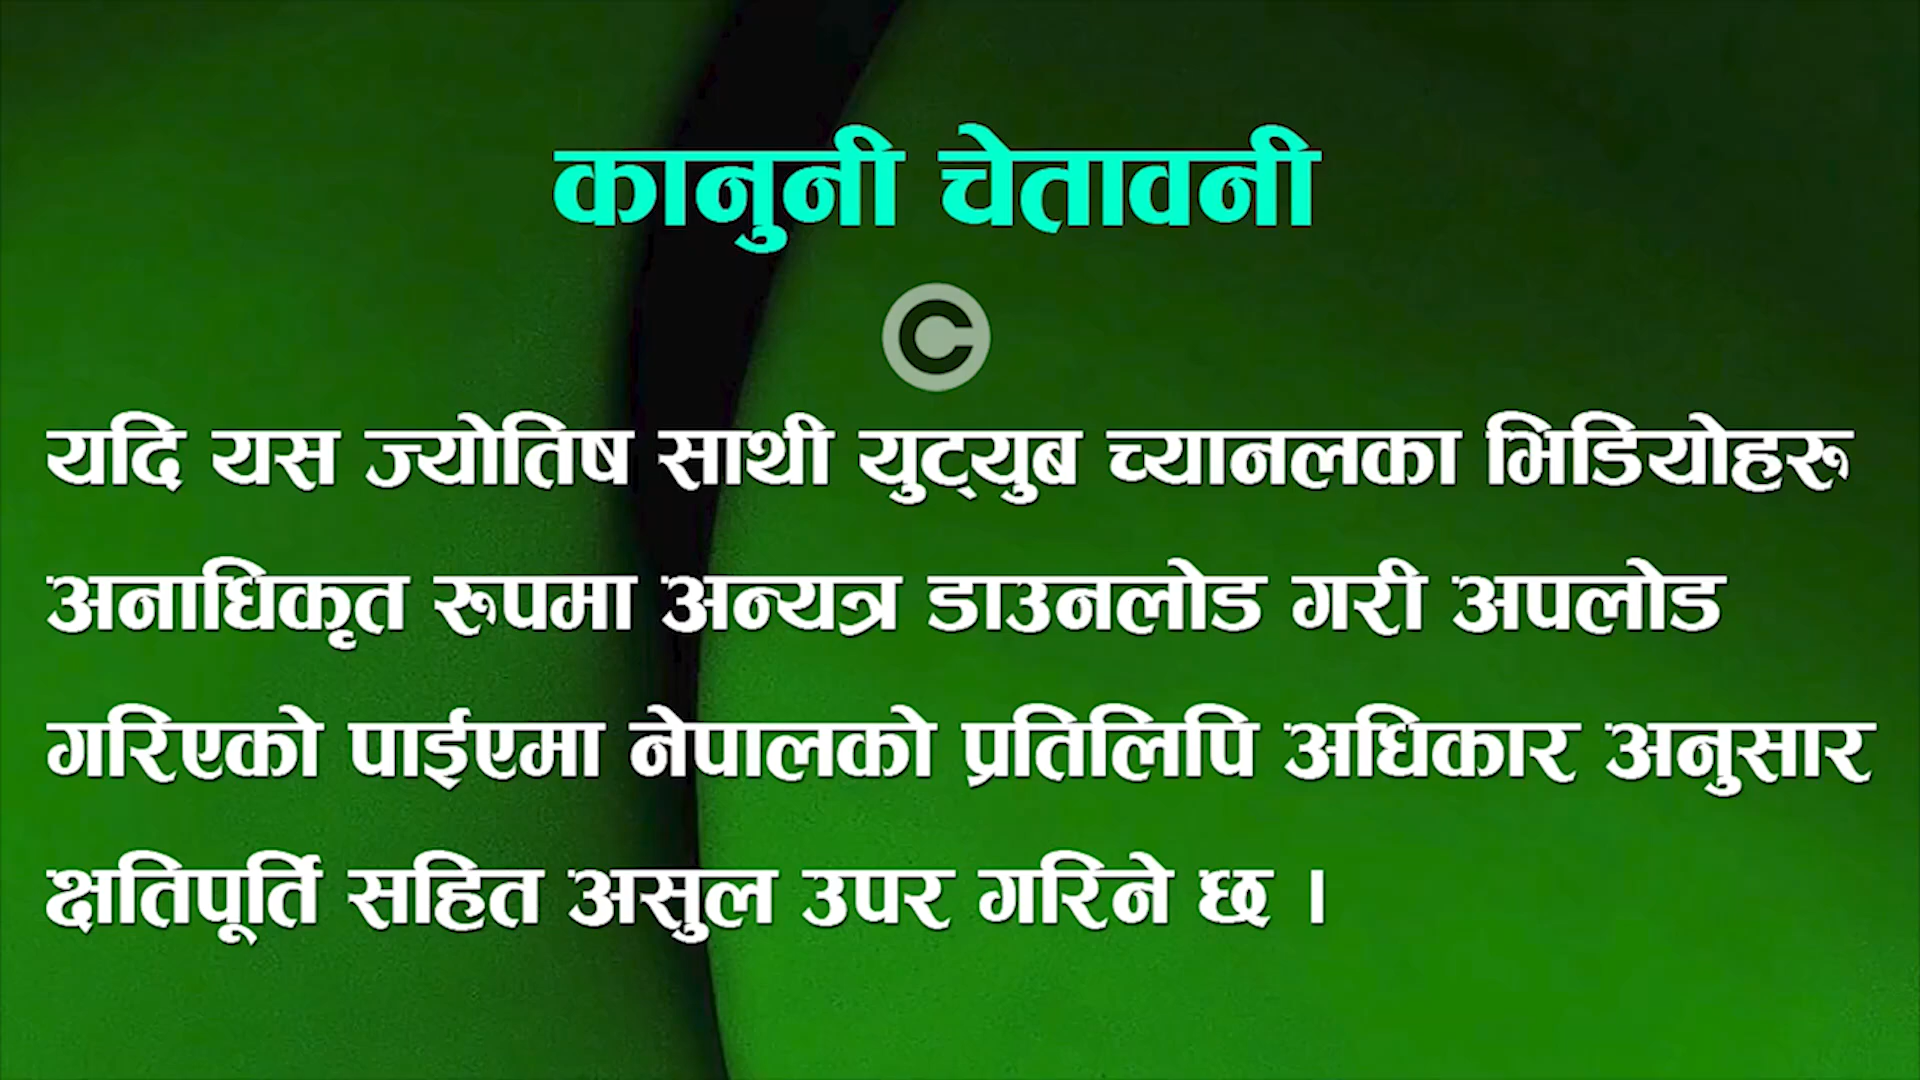 कानुनी चेतावनी
©
यदि यस ज्योतिष साथी युट्युब च्यानलका भिडियोहरु
अनाधिकृत रुपमा अन्यत्र डाउनलोड गरी अपलोड
गरिएको पाईएमा नेपालको प्रतिलिपि अधिकार अनुसार
क्षतिपूर्ति सहित असुल उपर गरिने छ ।